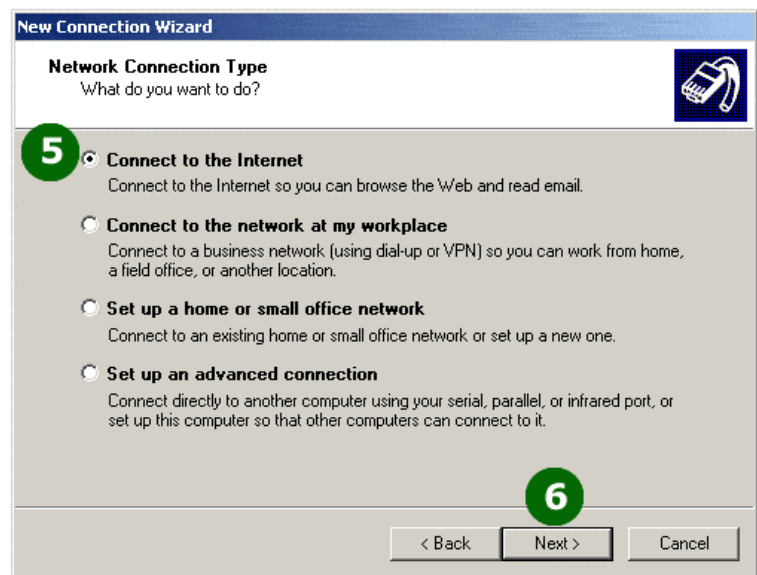 New Connection Wizard
Network Connection Type
What do you want to do?
5
Connect to the Internet
Connect to the Internet so you can browse the Web and read email.
Connect to the network at my workplace
Connect to a business network (using dial-up or VPN) so you can work from home,
a field office, or another location.
Set up a home or small office network
Connect to an existing home or small office network or set up a new one.
Set up an advanced connection
Connect directly to another computer using your serial, parallel, or infrared port, or
set up this computer so that other computers can connect to it.
6
< Back Next > Cancel